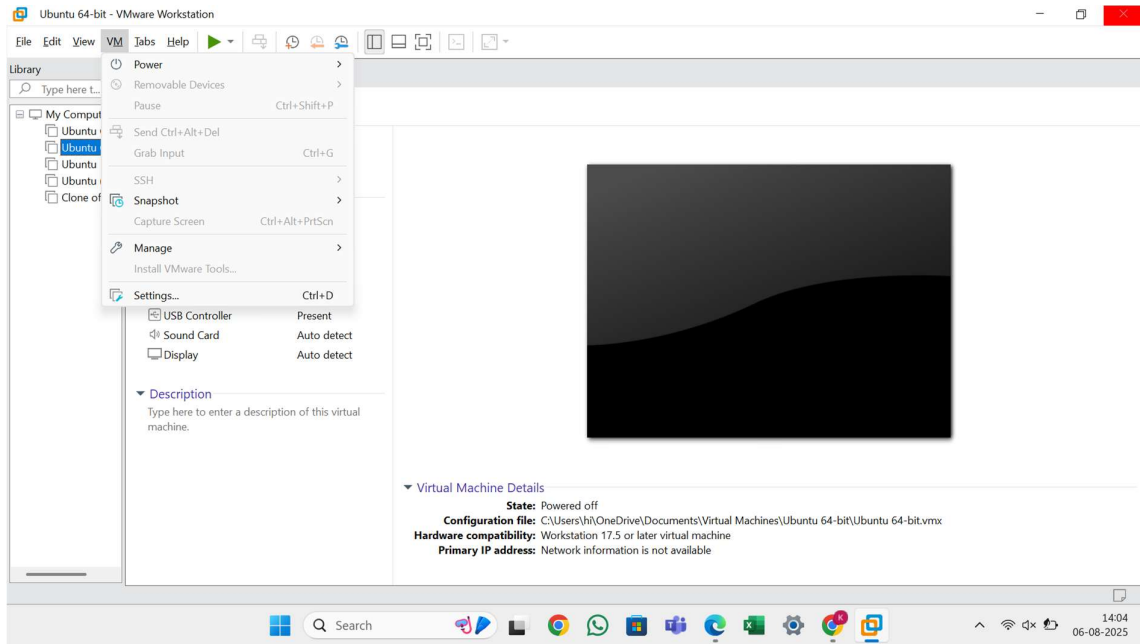 Ubuntu 64-bit - VMware Workstation
File Edit View VM Tabs Help
Library
Type here t...
My Comput
Ubuntu
Ubuntu
Ubuntu
Ubuntu
Clone of
Power
Removable Devices
Pause Ctrl+Shift+P
Send Ctrl+Alt+Del
Grab Input Ctrl+G
SSH
Snapshot
Capture Screen Ctrl+Alt+PrtScn
Manage
Install VMware Tools...
Settings... Ctrl+D
USB Controller Present
Sound Card Auto detect
Display Auto detect
Description
Type here to enter a description of this virtual
machine.
Virtual Machine Details
State: Powered off
Configuration file: C:\Users\hi\OneDrive\Documents\Virtual Machines\Ubuntu 64-bit\Ubuntu 64-bit.vmx
Hardware compatibility: Workstation 17.5 or later virtual machine
Primary IP address: Network information is not available
Search
K
14:04
06-08-2025